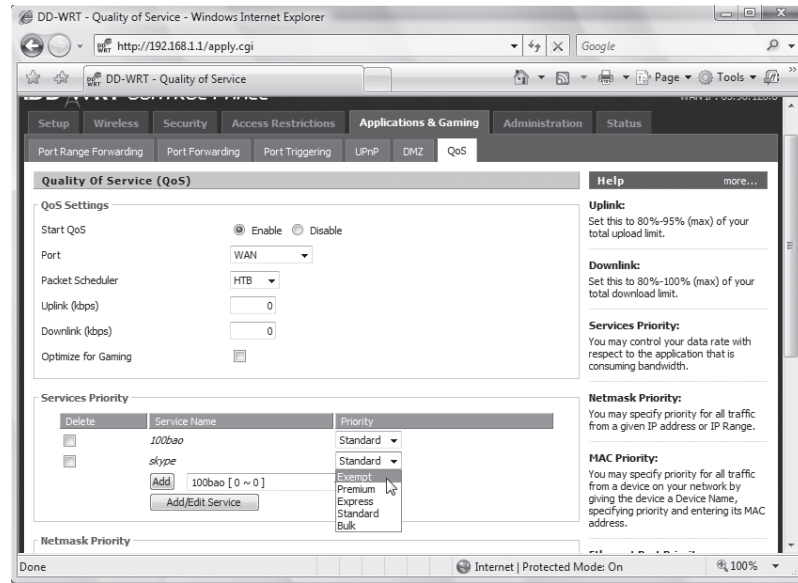 DD-WRT - Quality of Service - Windows Internet Explorer
http://192.168.1.1/apply.cgi
Google
DD-WRT - Quality of Service
Page
Tools
Setup Wireless Security Access Restrictions Applications & Gaming Administration Status
Port Range Forwarding Port Forwarding Port Triggering UPnP DMZ QoS
Quality Of Service (QoS)
QoS Settings
Start QoS Enable Disable
Port WAN
Packet Scheduler HTB
Uplink (kbps) 0
Downlink (kbps) 0
Optimize for Gaming
Services Priority
Delete Service Name Priority
100bao Standard
skype Standard
Add 100bao [ 0 ~ 0 ]
Add/Edit Service
Exempt
Premium
Express
Standard
Bulk
Netmask Priority
Help more...
Uplink:
Set this to 80%-95% (max) of your
total upload limit.
Downlink:
Set this to 80%-100% (max) of your
total download limit.
Services Priority:
You may control your data rate with
respect to the application that is
consuming bandwidth.
Netmask Priority:
You may specify priority for all traffic
from a given IP address or IP Range.
MAC Priority:
You may specify priority for all traffic
from a device on your network by
giving the device a Device Name,
specifying priority and entering its MAC
address.
Done
Internet | Protected Mode: On
100%